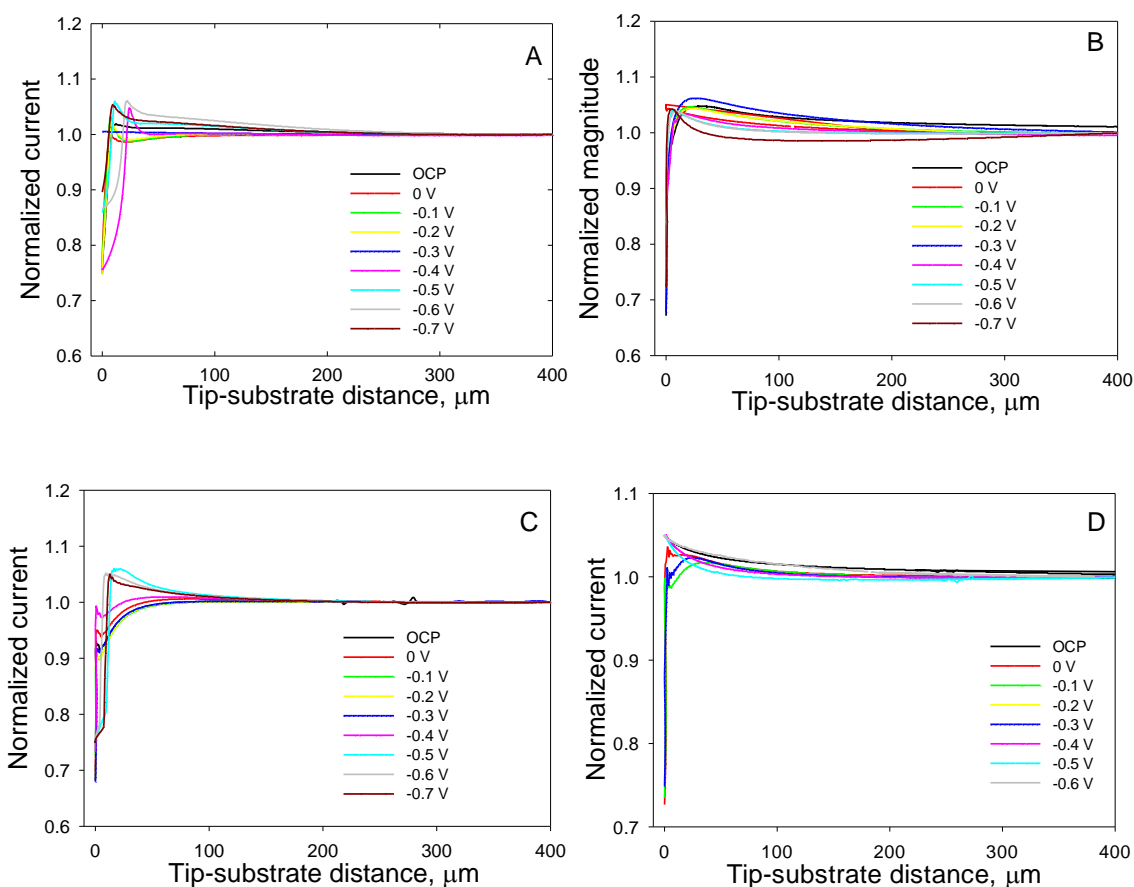 A
Normalized current
1.2
1.1
1.0
0.9
0.8
0.7
0.6
OCP
0 V
-0.1 V
-0.2 V
-0.3 V
-0.4 V
-0.5 V
-0.6 V
-0.7 V
0 100 200 300 400
Tip-substrate distance, μm
B
Normalized magnitude
1.2
1.1
1.0
0.9
0.8
0.7
0.6
OCP
0 V
-0.1 V
-0.2 V
-0.3 V
-0.4 V
-0.5 V
-0.6 V
-0.7 V
0 100 200 300 400
Tip-substrate distance, μm
C
Normalized current
1.2
1.1
1.0
0.9
0.8
0.7
0.6
OCP
0 V
-0.1 V
-0.2 V
-0.3 V
-0.4 V
-0.5 V
-0.6 V
-0.7 V
0 100 200 300 400
Tip-substrate distance, μm
D
Normalized current
1.1
1.0
0.9
0.8
0.7
OCP
0 V
-0.1 V
-0.2 V
-0.3 V
-0.4 V
-0.5 V
-0.6 V
0 100 200 300 400
Tip-substrate distance, μm